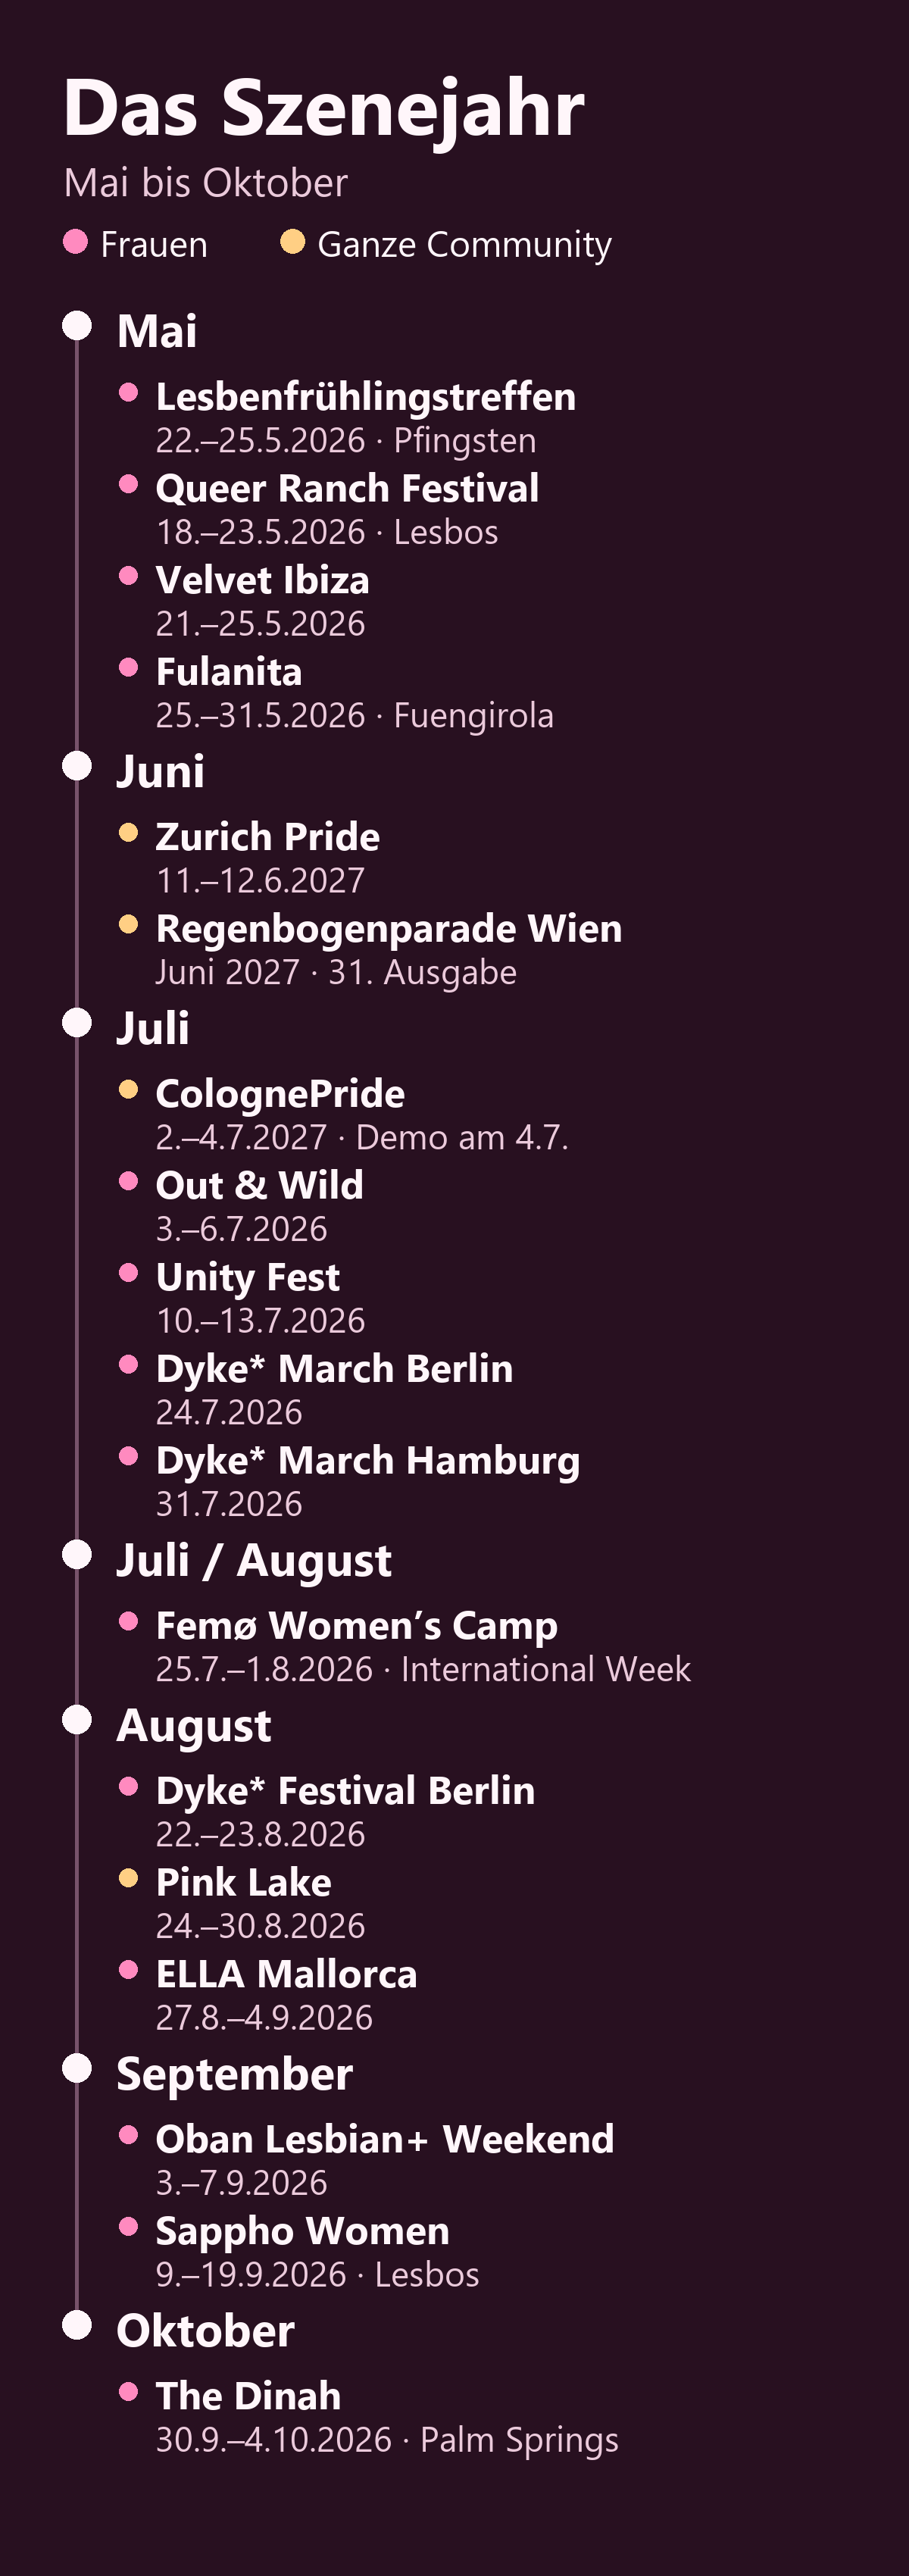 Das Szenejahr
Mai bis Oktober
Frauen Ganze Community
Mai
Lesbenfrühlingstreffen
22.–25.5.2026 · Pfingsten
Queer Ranch Festival
18.–23.5.2026 · Lesbos
Velvet Ibiza
21.–25.5.2026
Fulanita
25.–31.5.2026 · Fuengirola
Juni
Zurich Pride
11.–12.6.2027
Regenbogenparade Wien
Juni 2027 · 31. Ausgabe
Juli
ColognePride
2.–4.7.2027 · Demo am 4.7.
Out & Wild
3.–6.7.2026
Unity Fest
10.–13.7.2026
Dyke* March Berlin
24.7.2026
Dyke* March Hamburg
31.7.2026
Juli / August
Femø Women’s Camp
25.7.–1.8.2026 · International Week
August
Dyke* Festival Berlin
22.–23.8.2026
Pink Lake
24.–30.8.2026
ELLA Mallorca
27.8.–4.9.2026
September
Oban Lesbian+ Weekend
3.–7.9.2026
Sappho Women
9.–19.9.2026 · Lesbos
Oktober
The Dinah
30.9.–4.10.2026 · Palm Springs